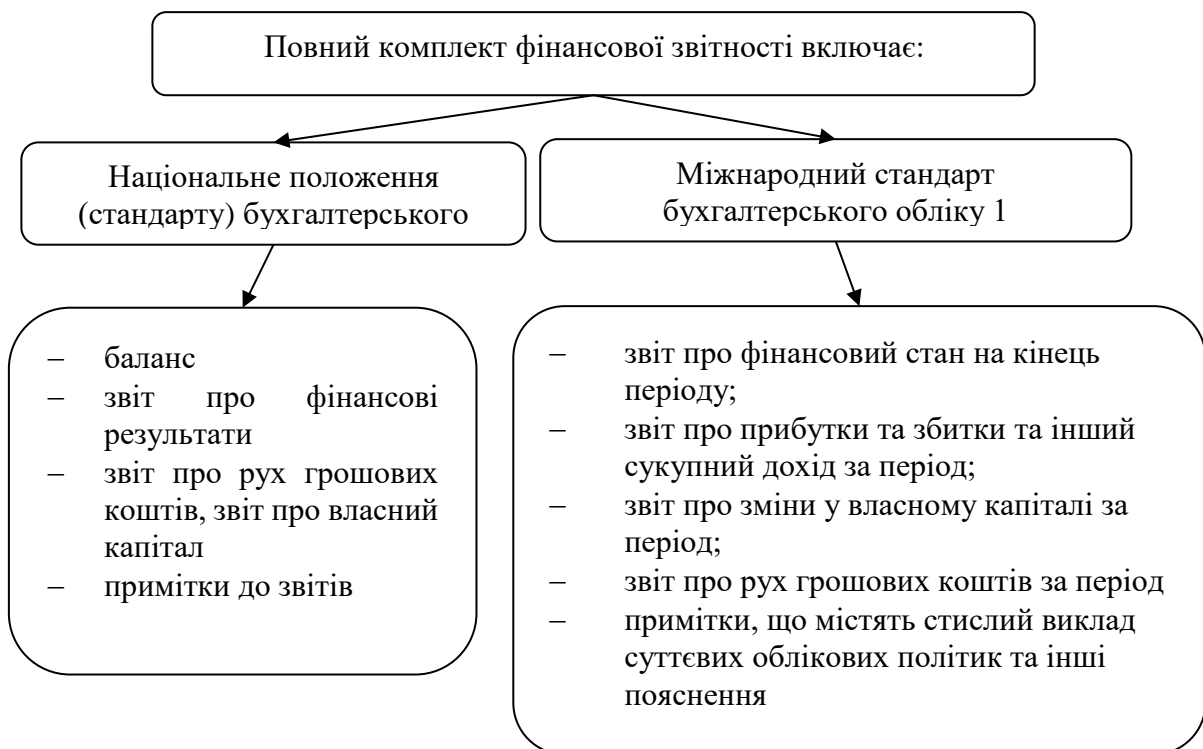 Повний комплект фінансової звітності включає:
Національне положення
(стандарту) бухгалтерського
Міжнародний стандарт
бухгалтерського обліку 1
– баланс
– звіт про фінансові
результати
– звіт про рух грошових
коштів, звіт про власний
капітал
– примітки до звітів
– звіт про фінансовий стан на кінець
періоду;
– звіт про прибутки та збитки та інший
сукупний дохід за період;
– звіт про зміни у власному капіталі за
період;
– звіт про рух грошових коштів за період
– примітки, що містять стислий виклад
суттєвих облікових політик та інші
пояснення